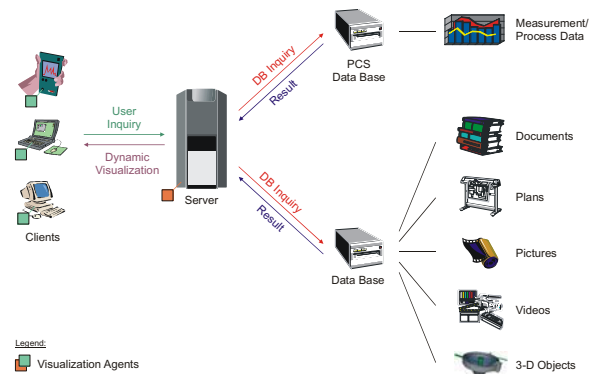 Measurement/
Process Data
PCS
Data Base
DB Inquiry
Result
User
Inquiry
Dynamic
Visualization
Server
Clients
DB Inquiry
Result
Data Base
Documents
Plans
Pictures
Videos
3-D Objects
Legend:
Visualization Agents